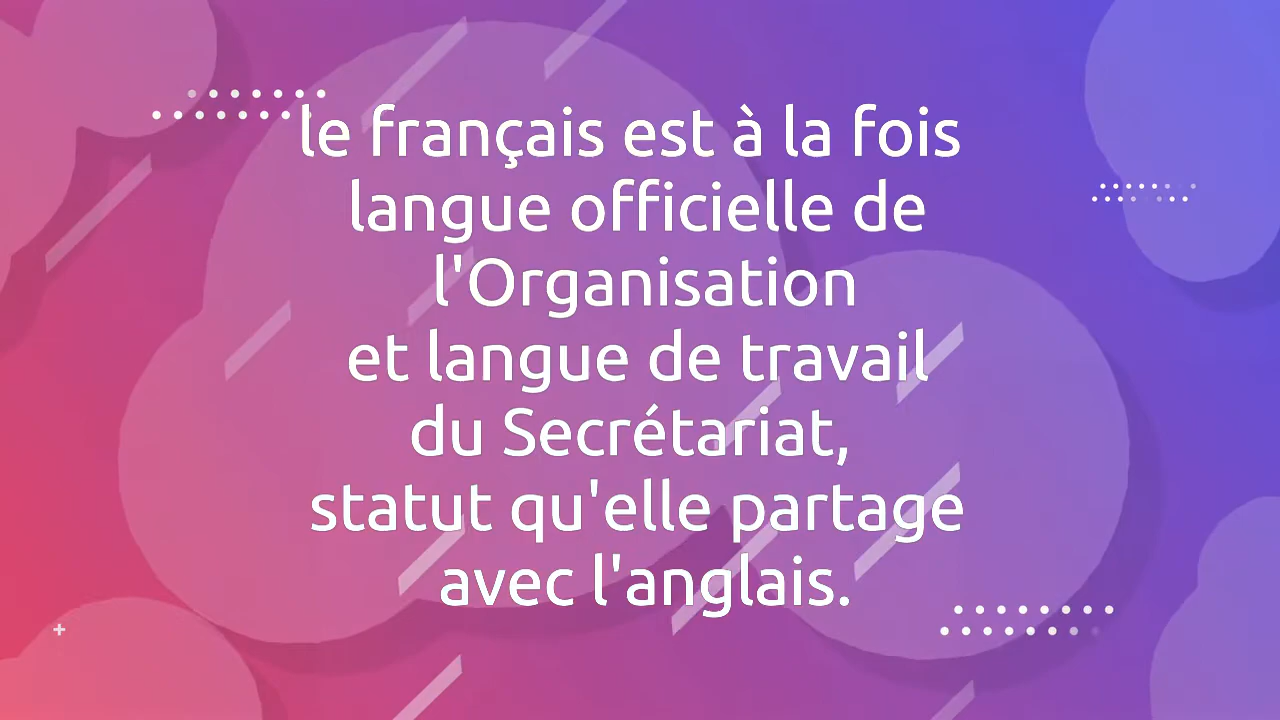 le français est à la fois
langue officielle de
l'Organisation
et langue de travail
du Secrétariat,
statut qu'elle partage
avec l'anglais.